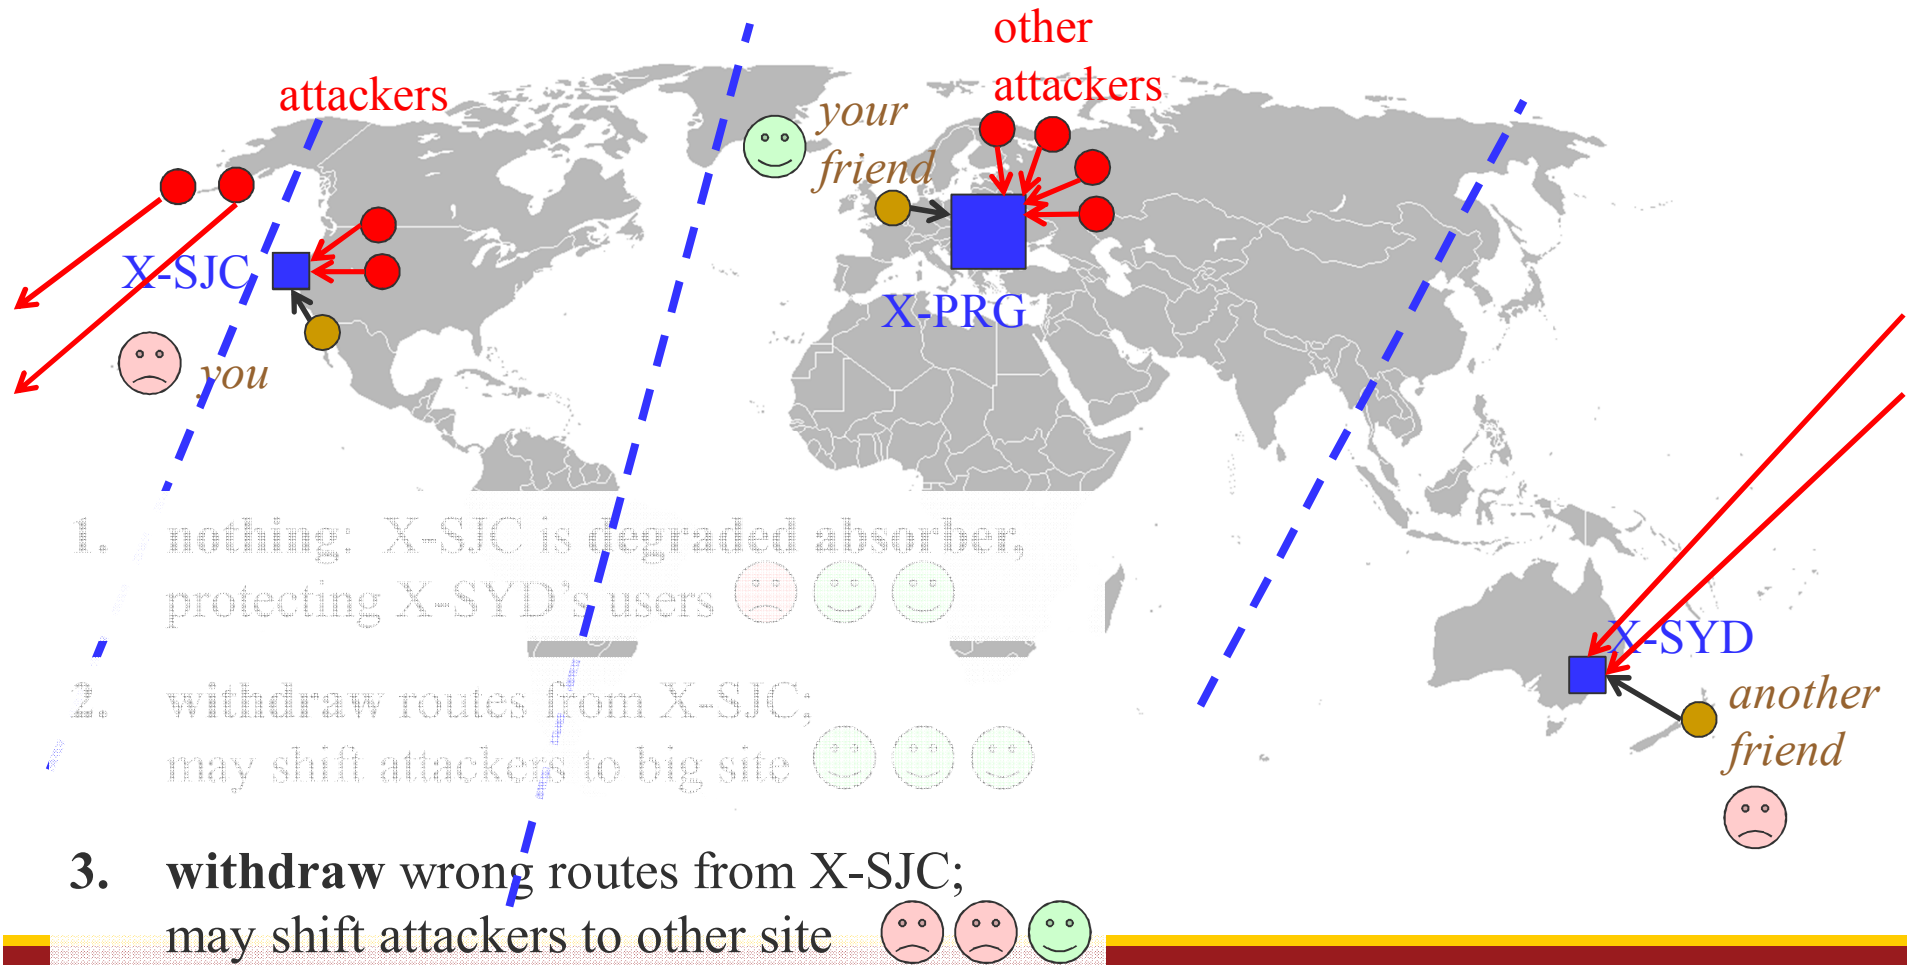 other
attackers
attackers
your
friend
X-SJC
X-PRG
you
1. nothing: X-SJC is degraded absorber,
protecting X-SYD's users
X-SYD
2. withdraw routes from X-SJC;
may shift attackers to big site
another
friend
3. withdraw wrong routes from X-SJC;
may shift attackers to other site